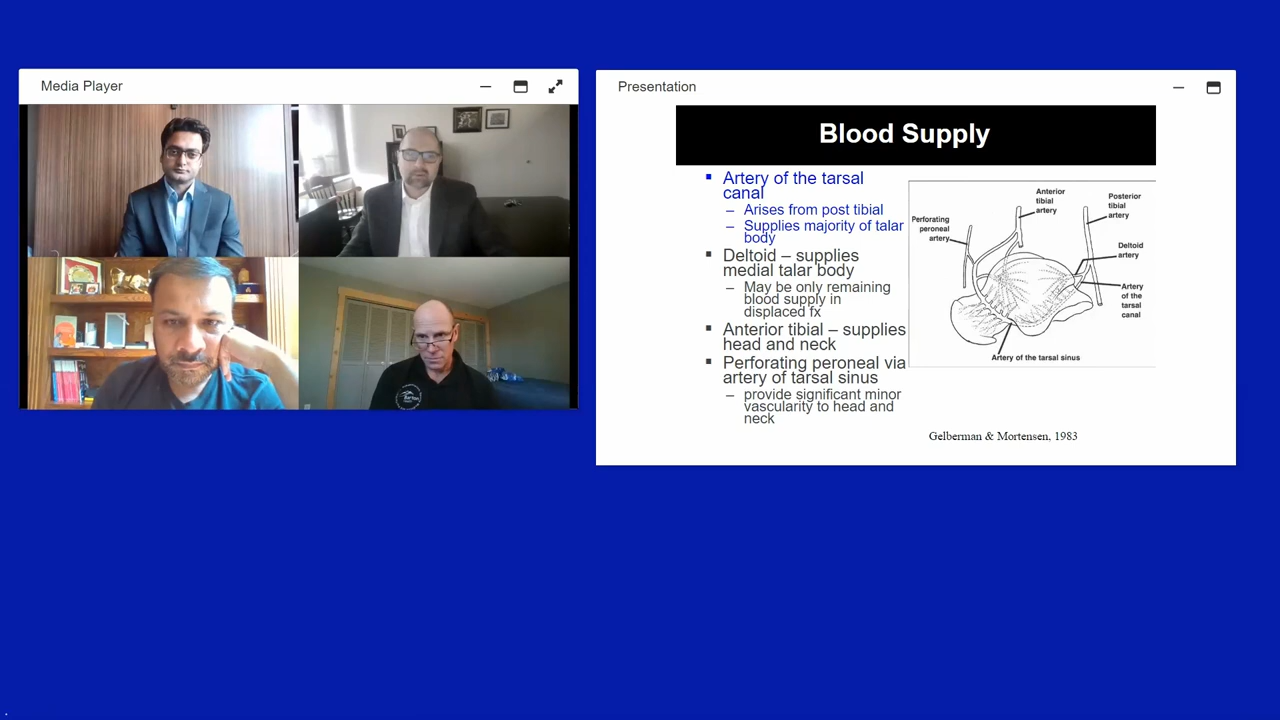 Media Player
Presentation
Blood Supply
Artery of the tarsal
canal
– Arises from post tibial
– Supplies majority of talar
body
Deltoid – supplies
medial talar body
– May be only remaining
blood supply in
displaced fx
Anterior tibial – supplies
head and neck
Perforating peroneal via
artery of tarsal sinus
– provide significant minor
vascularity to head and
neck
Perforating
peroneal
artery
Anterior
tibial
artery
Posterior
tibial
artery
Deltoid
artery
Artery
of the
tarsal
canal
Artery of the tarsal sinus
Gelberman & Mortensen, 1983